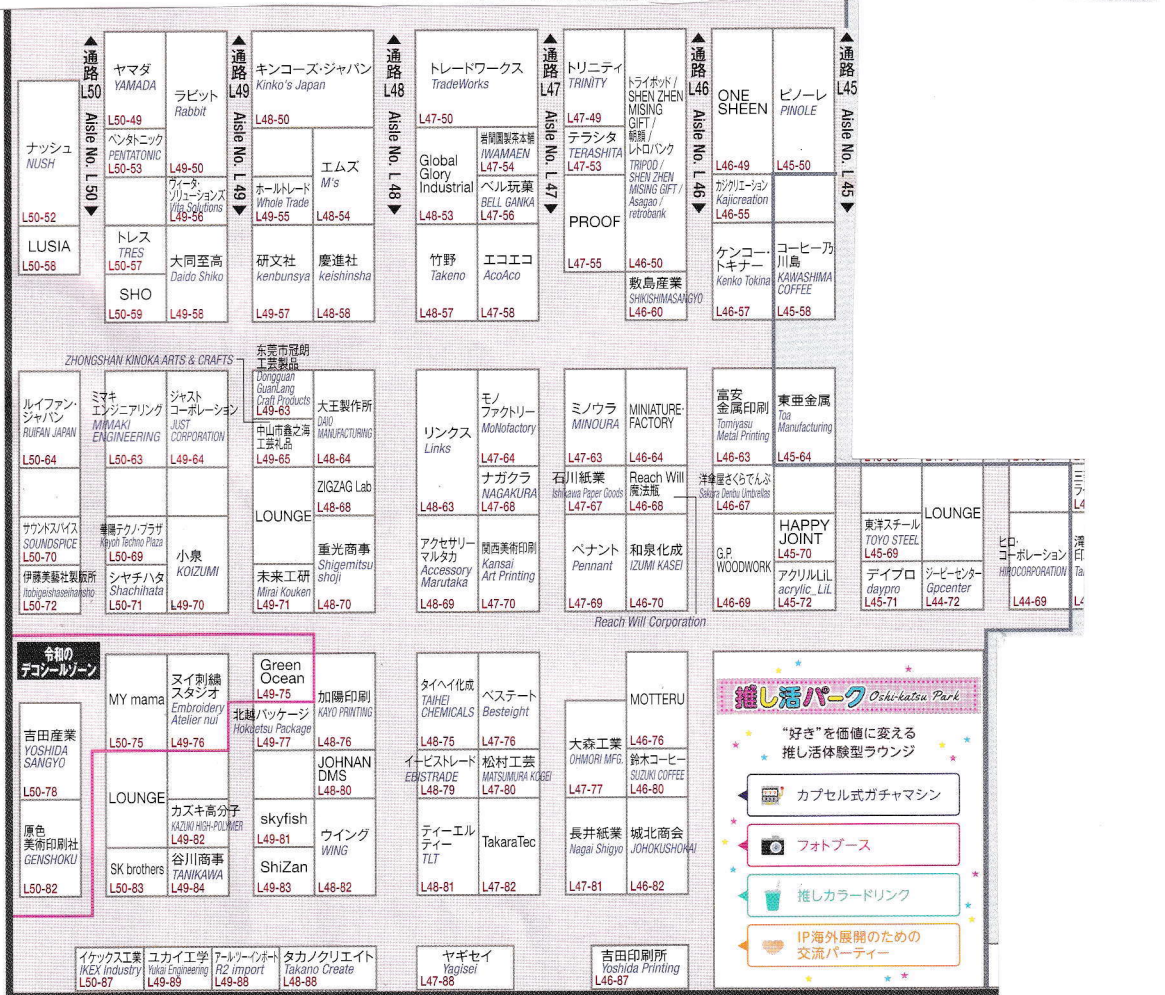 ▲通路 L50 Aisle No. L 50▼
▲通路 L49 Aisle No. L 49▼
▲通路 L48 Aisle No. L 48▼
▲通路 L47 Aisle No. L 47▼
▲通路 L46 Aisle No. L 46▼
▲通路 L45 Aisle No. L 45▼
ナッシュ
NUSH
L50-52
LUSIA
L50-58
ヤマダ
YAMADA
L50-49
ペンタトニック
PENTATONIC
L50-53
トレス
TRES
L50-57
SHO
L50-59
ラビット
Rabbit
L49-50
ヴィータ・
ソリューションズ
Vita Solutions
L49-56
大同至高
Daido Shiko
L49-58
キンコーズ・ジャパン
Kinko's Japan
L48-50
ホールトレード
Whole Trade
L49-55
エムズ
M's
L48-54
研文社
kenbunsya
L49-57
慶進社
keishinsha
L48-58
トレードワークス
TradeWorks
L47-50
Global
Glory
Industrial
L48-53
岩間園製茶本舗
IWAMAEN
L47-54
ベル玩菓
BELL GANKA
L47-56
竹野
Takeno
L48-57
エコエコ
AcoAco
L47-58
トリニティ
TRINITY
L47-49
テラシタ
TERASHITA
L47-53
PROOF
L47-55
トライポッド /
SHEN ZHEN
MISING
GIFT /
朝顔 /
レトロバンク
TRIPOD /
SHEN ZHEN
MISING GIFT /
Asagao /
retrobank
L46-50
敷島産業
SHIKISHIMASANGYO
L46-60
ONE
SHEEN
L46-49
カジクリエーション
Kajicreation
L46-55
ケンコー・
トキナー
Kenko Tokina
L46-57
ピノーレ
PINOLE
L45-50
コーヒー乃
川島
KAWASHIMA
COFFEE
L45-58
ZHONGSHAN KINOKA ARTS & CRAFTS
ルイファン・
ジャパン
RUIFAN JAPAN
L50-64
サウンドスパイス
SOUNDSPICE
L50-70
伊藤美藝社製版所
Itobigeishaseihansho
L50-72
ミマキ
エンジニアリング
MIMAKI
ENGINEERING
L50-63
華陽テクノ・プラザ
Kayoh Techno Plaza
L50-69
シヤチハタ
Shachihata
L50-71
ジャスト
コーポレーション
JUST
CORPORATION
L49-64
小泉
KOIZUMI
L49-70
东莞市冠朗
工芸製品
Dongguan
GuanLang
Craft Products
L49-63
中山市鑫之海
工芸礼品
L49-65
LOUNGE
未来工研
Mirai Kouken
L49-71
大王製作所
DAIO
MANUFACTURING
L48-64
ZIGZAG Lab
L48-68
重光商事
Shigemitsu
shoji
L48-70
リンクス
Links
L48-63
アクセサリー
マルタカ
Accessory
Marutaka
L48-69
モノ
ファクトリー
MoNofactory
L47-64
ナガクラ
NAGAKURA
L47-68
関西美術印刷
Kansai
Art Printing
L47-70
ミノウラ
MINOURA
L47-63
石川紙業
Ishikawa Paper Goods
L47-67
ペナント
Pennant
L47-69
MINIATURE-
FACTORY
L46-64
Reach Will
魔法瓶
L46-68
和泉化成
IZUMI KASEI
L46-70
Reach Will Corporation
富安
金属印刷
Tomiyasu
Metal Printing
L46-63
洋傘屋さくらでんぶ
Sakura Denbu Umbrellas
L46-67
G.P.
WOODWORK
L46-69
東亜金属
Toa
Manufacturing
L45-64
HAPPY
JOINT
L45-70
アクリルLiL
acrylic_LiL
L45-72
東洋スチール
TOYO STEEL
L45-69
デイプロ
daypro
L45-71
LOUNGE
ジーピーセンター
Gpcenter
L44-72
ヒロ・
コーポレーション
HIROCORPORATION
L44-69
令和の
デコシールゾーン
吉田産業
YOSHIDA
SANGYO
L50-78
原色
美術印刷社
GENSHOKU
L50-82
MY mama
L50-75
LOUNGE
SK brothers
L50-83
ヌイ刺繍
スタジオ
Embroidery
Atelier nui
L49-76
カズキ高分子
KAZUKI HIGH-POLYMER
L49-82
谷川商事
TANIKAWA
L49-84
Green
Ocean
L49-75
北越パッケージ
Hokuetsu Package
L49-77
skyfish
L49-81
ShiZan
L49-83
加陽印刷
KAYO PRINTING
L48-76
JOHNAN
DMS
L48-80
ウイング
WING
L48-82
タイヘイ化成
TAIHEI
CHEMICALS
L48-75
イービストレード
EBISTRADE
L48-79
ティーエル
ティー
TLT
L48-81
ベステート
Besteight
L47-76
松村工芸
MATSUMURA KOGEI
L47-80
TakaraTec
L47-82
大森工業
OHMORI MFG.
L47-77
長井紙業
Nagai Shigyo
L47-81
MOTTERU
L46-76
鈴木コーヒー
SUZUKI COFFEE
L46-80
城北商会
JOHOKUSHOKAI
L46-82
推し活パーク Oshi-katsu Park
“好き”を価値に変える
推し活体験型ラウンジ
カプセル式ガチャマシン
フォトブース
推しカラードリンク
IP海外展開のための
交流パーティー
イケックス工業
IKEX Industry
L50-87
ユカイ工学
Yukai Engineering
L49-89
アールツーインポート
R2 import
L49-88
タカノクリエイト
Takano Create
L48-88
ヤギセイ
Yagisei
L47-88
吉田印刷所
Yoshida Printing
L46-87